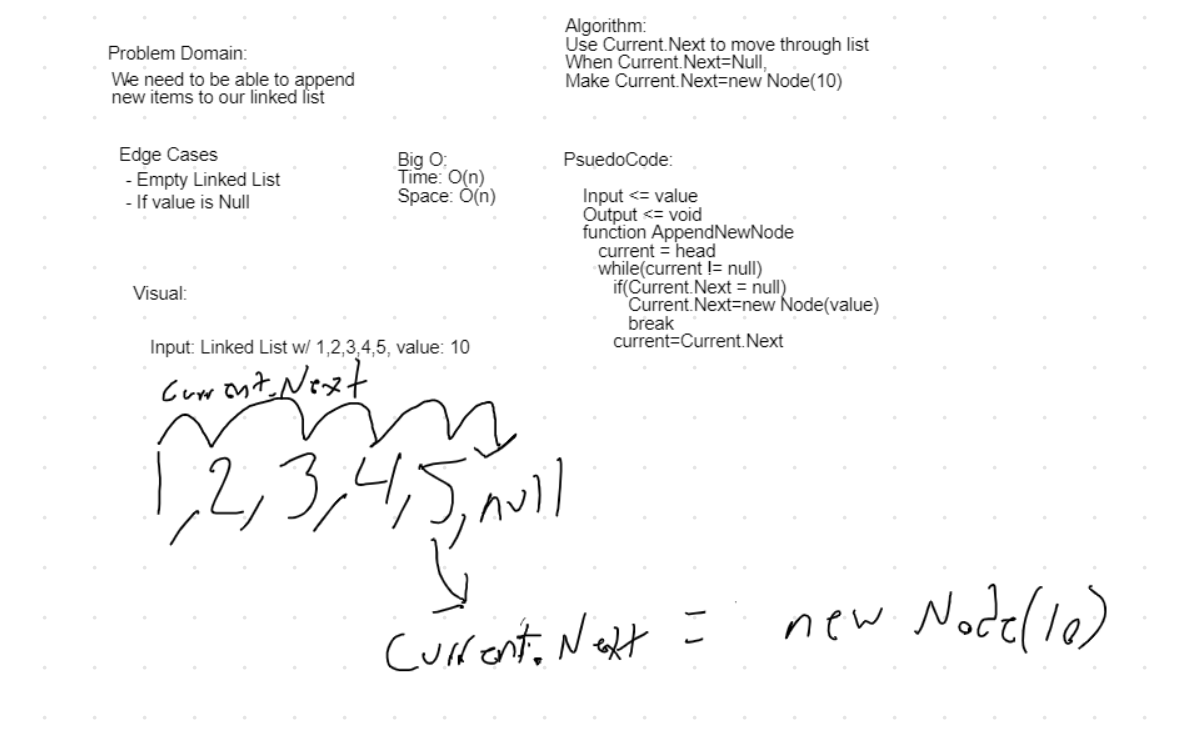 Problem Domain:
We need to be able to append
new items to our linked list
Algorithm:
Use Current.Next to move through list
When Current.Next=Null,
Make Current.Next=new Node(10)
Edge Cases
- Empty Linked List
- If value is Null
Big O:
Time: O(n)
Space: O(n)
PsuedoCode:
Input <= value
Output <= void
function AppendNewNode
current = head
while(current != null)
if(Current.Next = null)
Current.Next=new Node(value)
break
current=Current.Next
Visual:
Input: Linked List w/ 1,2,3,4,5, value: 10
Current.Next
1,2,3,4,5,null
Current.Next = new Node(10)